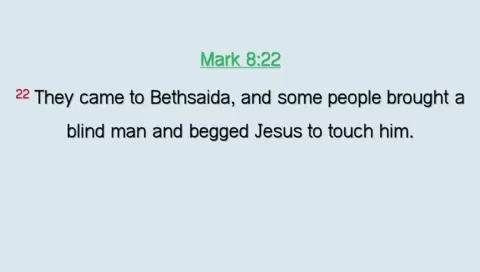 Mark 8:22
22 They came to Bethsaida, and some people brought a
blind man and begged Jesus to touch him.